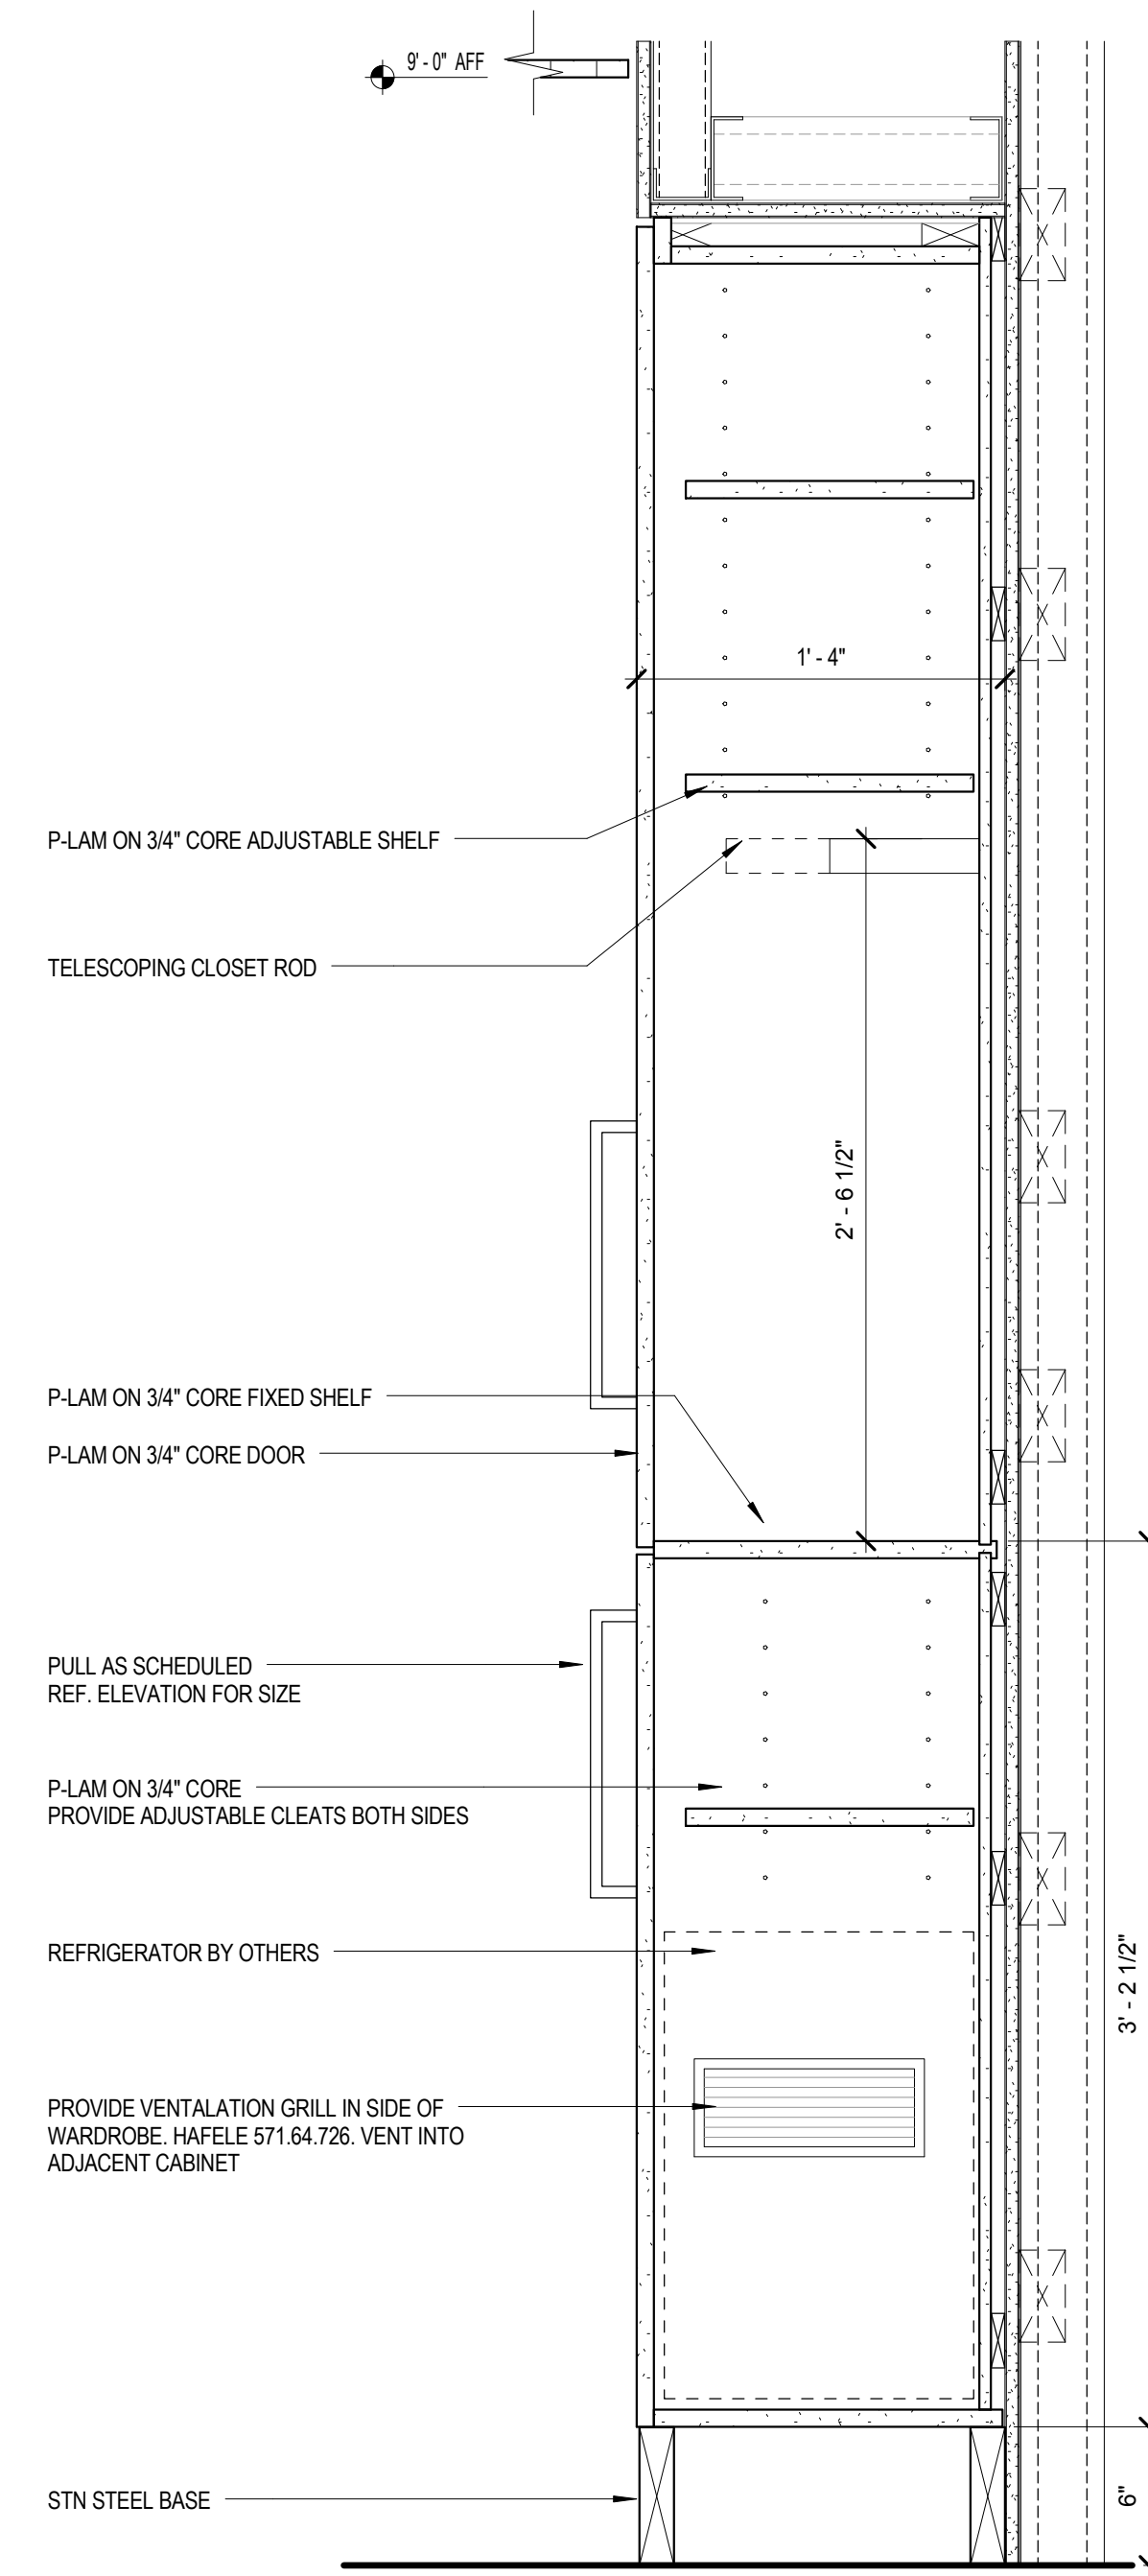 9' - 0" AFF
1' - 4"
P-LAM ON 3/4" CORE ADJUSTABLE SHELF
TELESCOPING CLOSET ROD
2' - 6 1/2"
P-LAM ON 3/4" CORE FIXED SHELF
P-LAM ON 3/4" CORE DOOR
PULL AS SCHEDULED
REF. ELEVATION FOR SIZE
P-LAM ON 3/4" CORE
PROVIDE ADJUSTABLE CLEATS BOTH SIDES
REFRIGERATOR BY OTHERS
3' - 2 1/2"
PROVIDE VENTALATION GRILL IN SIDE OF
WARDROBE. HAFELE 571.64.726. VENT INTO
ADJACENT CABINET
STN STEEL BASE
6"